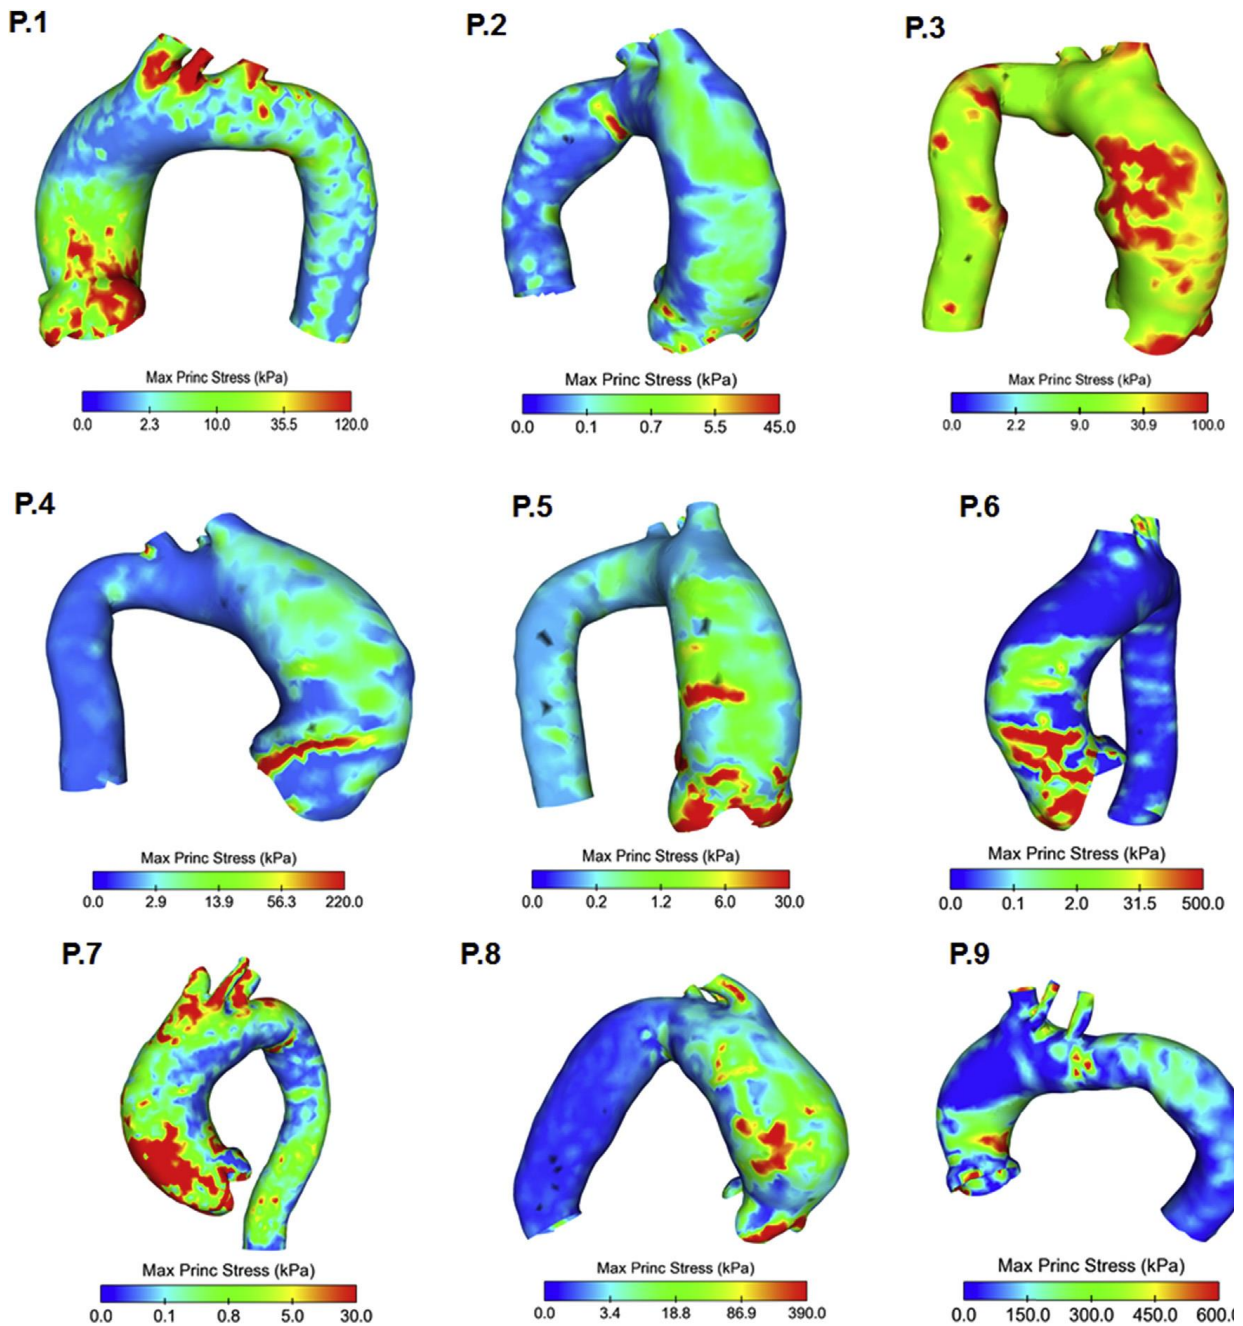 P.1
P.2
P.3
Max Princ Stress (kPa)
0.0 2.3 10.0 35.5 120.0
Max Princ Stress (kPa)
0.0 0.1 0.7 5.5 45.0
Max Princ Stress (kPa)
0.0 2.2 9.0 30.9 100.0
P.4
P.5
P.6
Max Princ Stress (kPa)
0.0 2.9 13.9 56.3 220.0
Max Princ Stress (kPa)
0.0 0.2 1.2 6.0 30.0
Max Princ Stress (kPa)
0.0 0.1 2.0 31.5 500.0
P.7
P.8
P.9
Max Princ Stress (kPa)
0.0 0.1 0.8 5.0 30.0
Max Princ Stress (kPa)
0.0 3.4 18.8 86.9 390.0
Max Princ Stress (kPa)
0.0 150.0 300.0 450.0 600.0